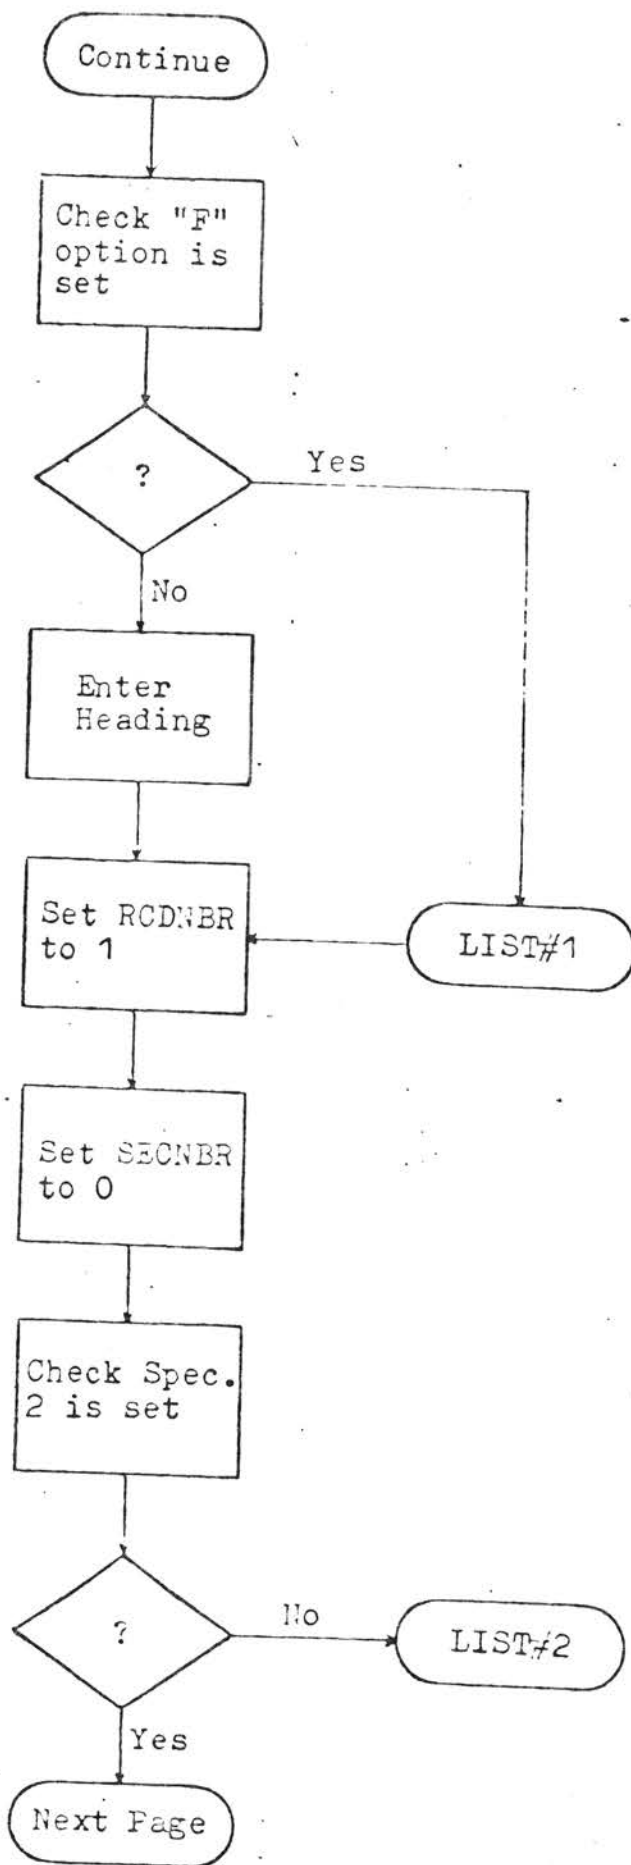 Continue
Check "F"
option is
set
?
Yes
No
Enter
Heading
Set RCDNBR
to 1
LIST#1
Set SECNBR
to 0
Check Spec.
2 is set
?
No
LIST#2
Yes
Next Page